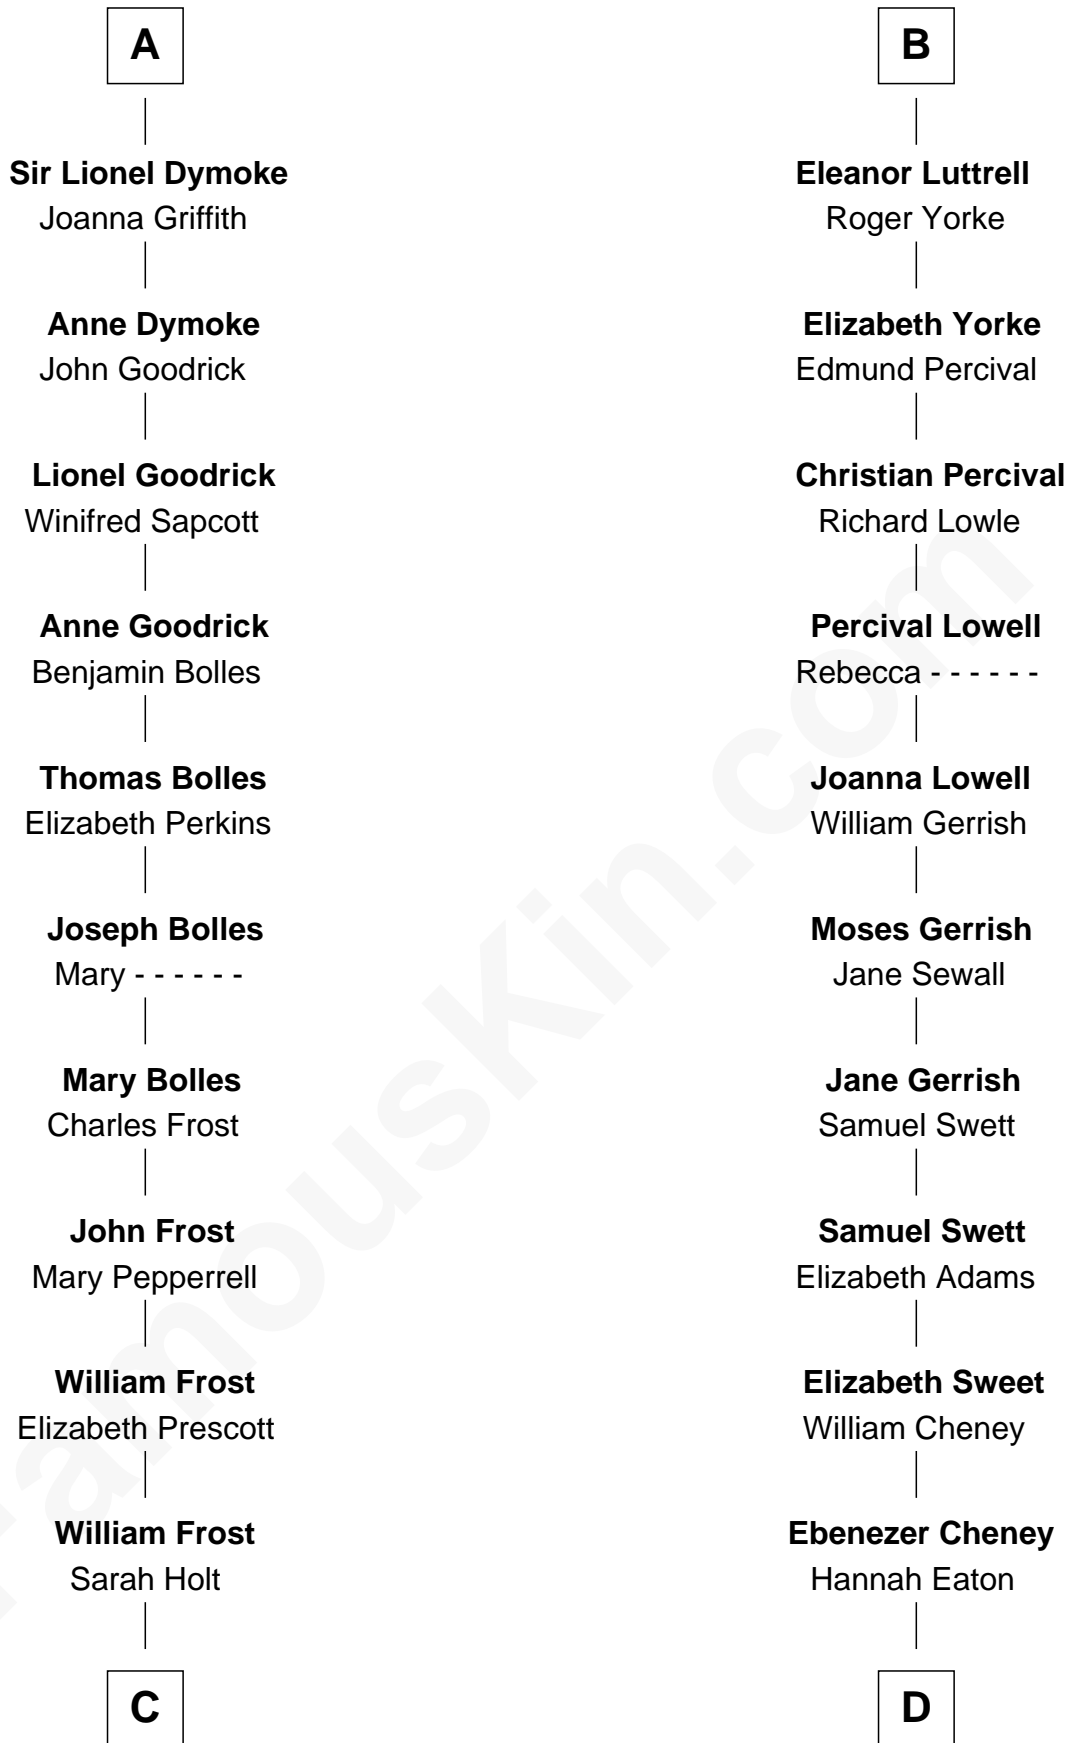 A
Sir Lionel Dymoke
Joanna Griffith
Anne Dymoke
John Goodrick
Lionel Goodrick
Winifred Sapcott
Anne Goodrick
Benjamin Bolles
Thomas Bolles
Elizabeth Perkins
Joseph Bolles
Mary - - - - - -
Mary Bolles
Charles Frost
John Frost
Mary Pepperrell
William Frost
Elizabeth Prescott
William Frost
Sarah Holt
C
B
Eleanor Luttrell
Roger Yorke
Elizabeth Yorke
Edmund Percival
Christian Percival
Richard Lowle
Percival Lowell
Rebecca - - - - - -
Joanna Lowell
William Gerrish
Moses Gerrish
Jane Sewall
Jane Gerrish
Samuel Swett
Samuel Swett
Elizabeth Adams
Elizabeth Sweet
William Cheney
Ebenezer Cheney
Hannah Eaton
D
FamousKin.com